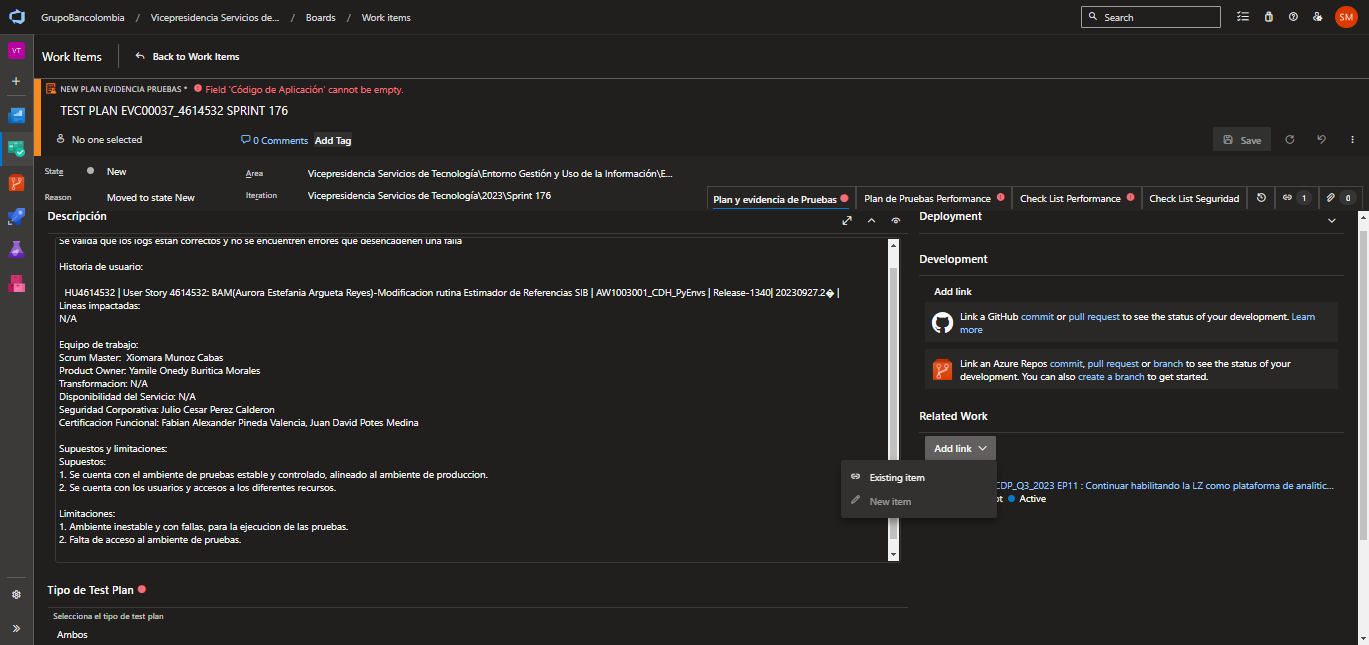 GrupoBancolombia / Vicepresidencia Servicios de... / Boards / Work items
Search
SM
VT
Work Items
Back to Work Items
NEW PLAN EVIDENCIA PRUEBAS * Field 'Código de Aplicación' cannot be empty.
TEST PLAN EVC00037_4614532 SPRINT 176
No one selected
0 Comments
Add Tag
Save
State
New
Area
Vicepresidencia Servicios de Tecnología\Entorno Gestión y Uso de la Información\E...
Reason
Moved to state New
Iteration
Vicepresidencia Servicios de Tecnología\2023\Sprint 176
Plan y evidencia de Pruebas
Plan de Pruebas Performance
Check List Performance
Check List Seguridad
1
0
Descripción
Se valida que los logs estan correctos y no se encuentren errores que desencadenen una falla
Historia de usuario:
HU4614532 | User Story 4614532: BAM(Aurora Estefania Argueta Reyes)-Modificacion rutina Estimador de Referencias SIB | AW1003001_CDH_PyEnvs | Release-1340| 20230927.2� |
Lineas impactadas:
N/A
Equipo de trabajo:
Scrum Master: Xiomara Munoz Cabas
Product Owner: Yamile Onedy Buritica Morales
Transformacion: N/A
Disponibilidad del Servicio: N/A
Seguridad Corporativa: Julio Cesar Perez Calderon
Certificacion Funcional: Fabian Alexander Pineda Valencia, Juan David Potes Medina
Supuestos y limitaciones:
Supuestos:
1. Se cuenta con el ambiente de pruebas estable y controlado, alineado al ambiente de produccion.
2. Se cuenta con los usuarios y accesos a los diferentes recursos.
Limitaciones:
1. Ambiente inestable y con fallas, para la ejecucion de las pruebas.
2. Falta de acceso al ambiente de pruebas.
Tipo de Test Plan
Selecciona el tipo de test plan
Ambos
Deployment
Development
Add link
Link a GitHub commit or pull request to see the status of your development. Learn
more
Link an Azure Repos commit, pull request or branch to see the status of your
development. You can also create a branch to get started.
Related Work
Add link
Existing item
New item
CDP_Q3_2023 EP11 : Continuar habilitando la LZ como plataforma de analitic...
Active